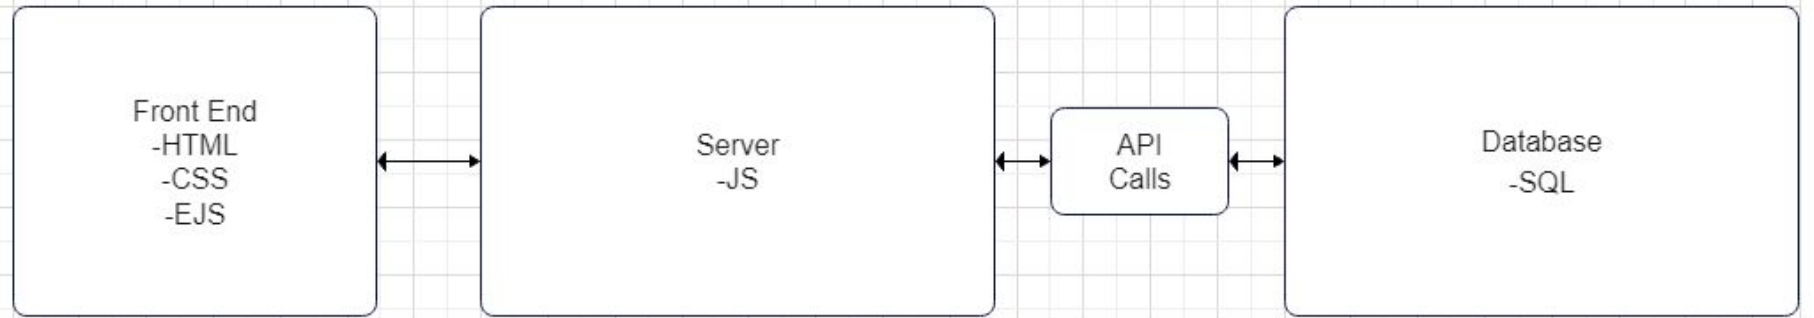 Front End
-HTML
-CSS
-EJS
Server
-JS
API
Calls
Database
-SQL